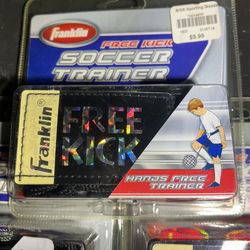 Franklin
FREE KICK
SOCCER
TRAINER
$9.99
Franklin
FREE
KICK
HANDS FREE
TRAINER